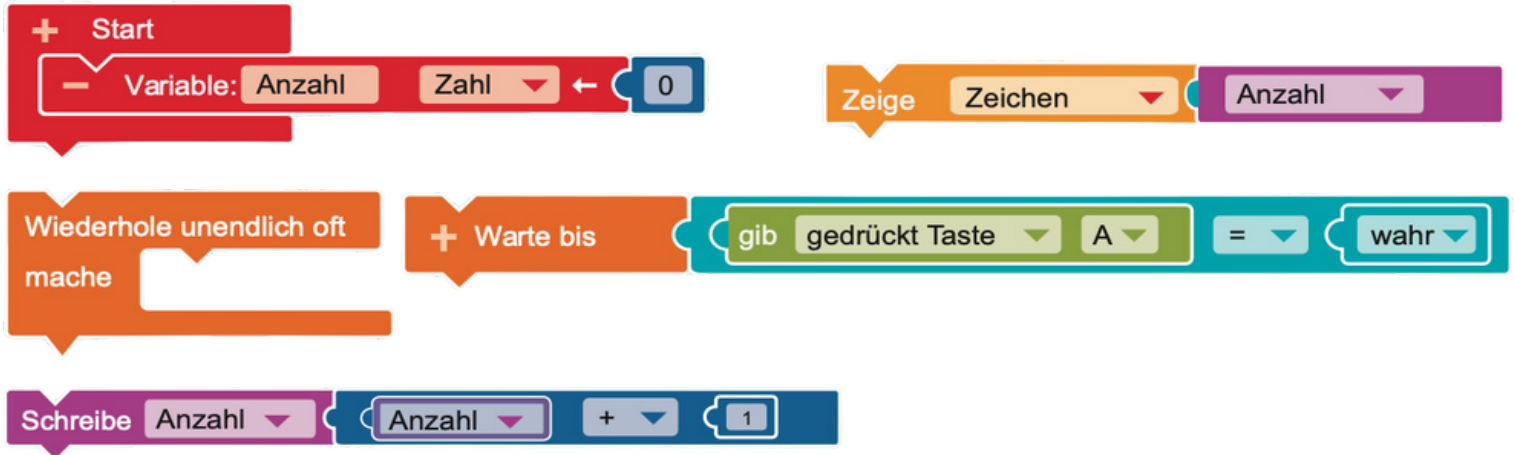 + Start
− Variable: Anzahl Zahl ← 0
Zeige Zeichen Anzahl
Wiederhole unendlich oft
mache
+ Warte bis gib gedrückt Taste A = wahr
Schreibe Anzahl Anzahl + 1